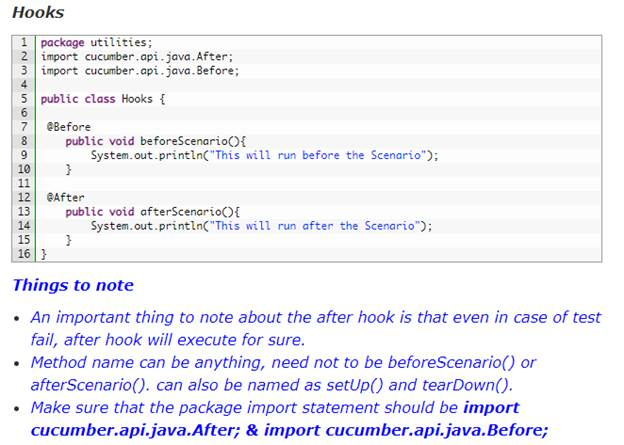 Hooks
1 package utilities;
2 import cucumber.api.java.After;
3 import cucumber.api.java.Before;
4
5 public class Hooks {
6
7 @Before
8 public void beforeScenario(){
9 System.out.println("This will run before the Scenario");
10 }
11
12 @After
13 public void afterScenario(){
14 System.out.println("This will run after the Scenario");
15 }
16 }
Things to note
• An important thing to note about the after hook is that even in case of test
fail, after hook will execute for sure.
• Method name can be anything, need not to be beforeScenario() or
afterScenario(). can also be named as setUp() and tearDown().
• Make sure that the package import statement should be import
cucumber.api.java.After; & import cucumber.api.java.Before;